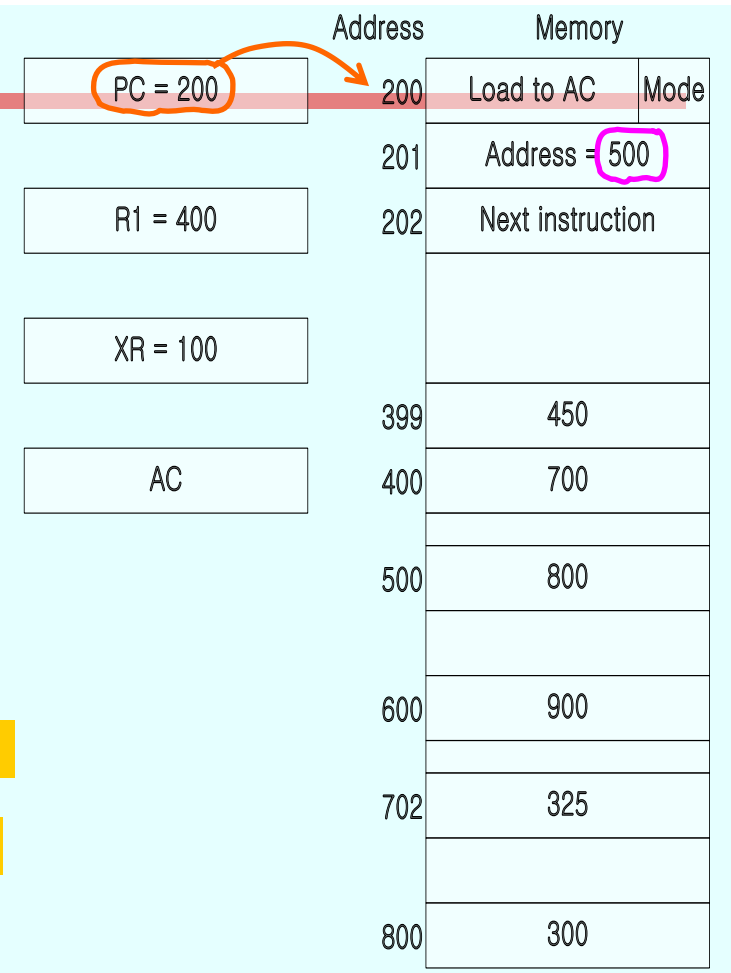 Address Memory
PC = 200 200 Load to AC Mode
201 Address = 500
R1 = 400 202 Next instruction
XR = 100
399 450
AC 400 700
500 800
600 900
702 325
800 300